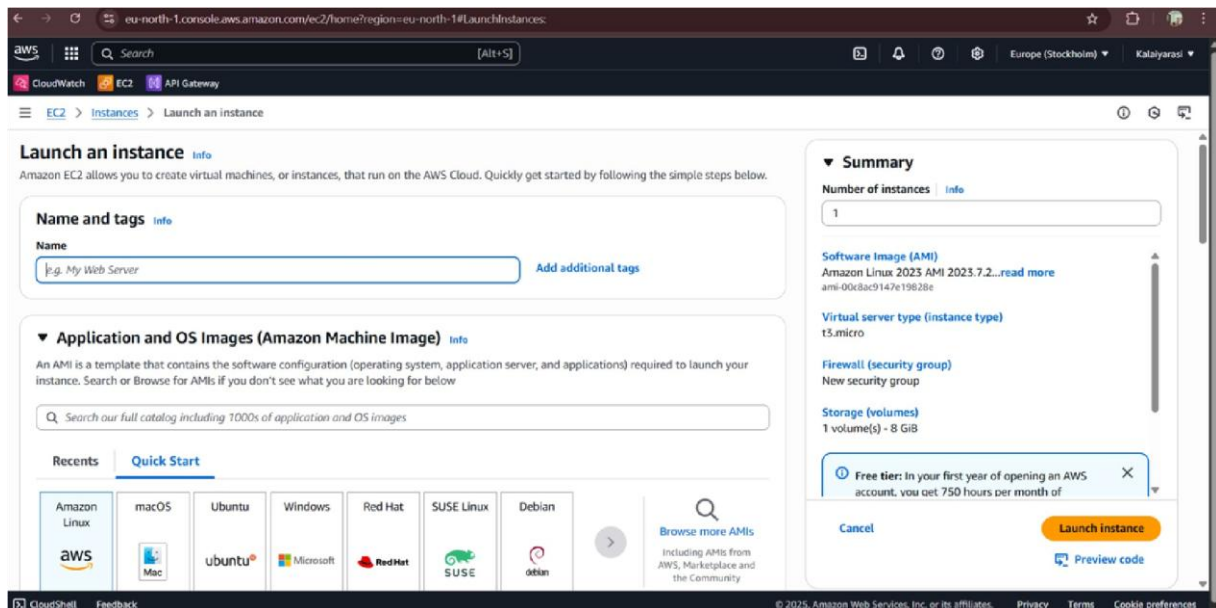 eu-north-1.console.aws.amazon.com/ec2/home?region=eu-north-1#LaunchInstances:
aws Search [Alt+S] Europe (Stockholm) Kalaiyarasi
CloudWatch EC2 API Gateway
EC2 > Instances > Launch an instance
Launch an instance Info
Amazon EC2 allows you to create virtual machines, or instances, that run on the AWS Cloud. Quickly get started by following the simple steps below.
Name and tags Info
Name
e.g. My Web Server
Add additional tags
Application and OS Images (Amazon Machine Image) Info
An AMI is a template that contains the software configuration (operating system, application server, and applications) required to launch your
instance. Search or Browse for AMIs if you don't see what you are looking for below
Search our full catalog including 1000s of application and OS images
Recents Quick Start
Amazon
Linux
aws
macOS
Mac
Ubuntu
ubuntu
Windows
Microsoft
Red Hat
RedHat
SUSE Linux
SUSE
Debian
debian
Browse more AMIs
Including AMIs from
AWS, Marketplace and
the Community
Summary
Number of instances Info
1
Software Image (AMI)
Amazon Linux 2023 AMI 2023.7.2...read more
ami-00c8ac9147e19828e
Virtual server type (instance type)
t3.micro
Firewall (security group)
New security group
Storage (volumes)
1 volume(s) - 8 GiB
Free tier: In your first year of opening an AWS
account, you get 750 hours per month of
Cancel
Launch instance
Preview code
CloudShell Feedback © 2025, Amazon Web Services, Inc. or its affiliates. Privacy Terms Cookie preferences